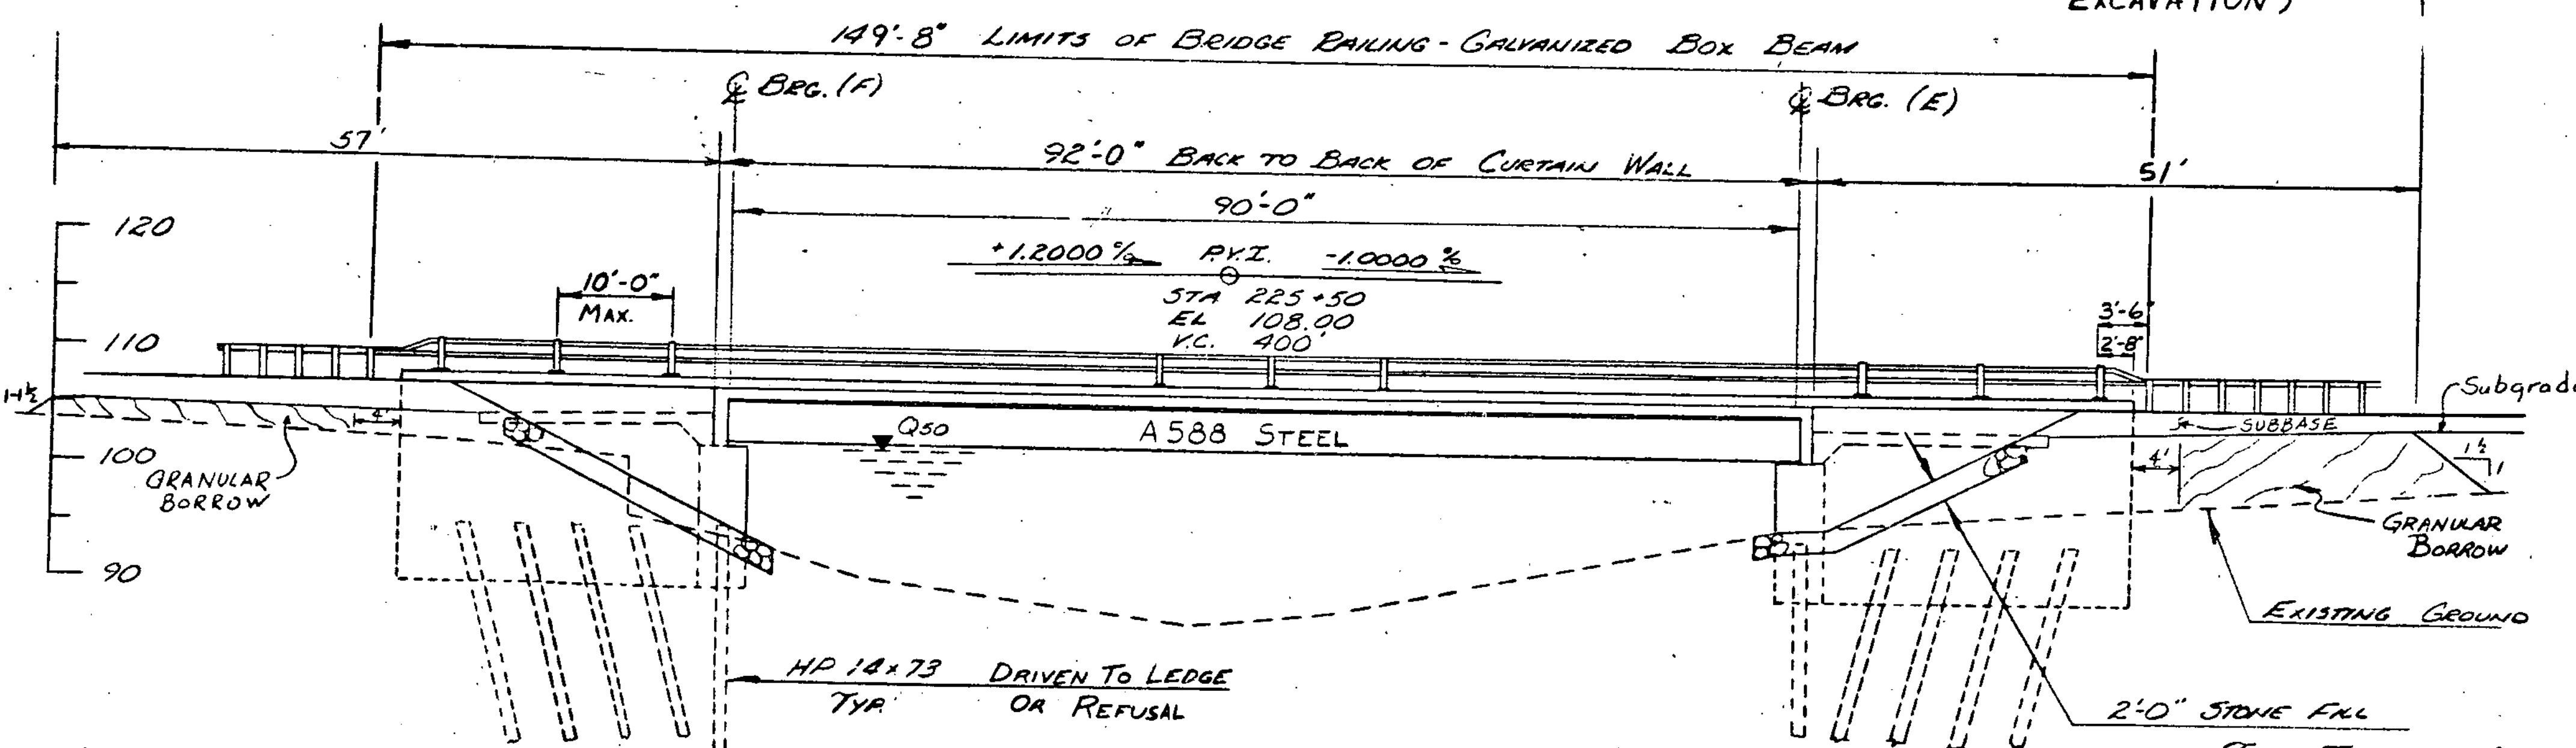 EXCAVATION)
149'-8" LIMITS OF BRIDGE RAILING - GALVANIZED BOX BEAM
℄ BRG. (F)
℄ BRG. (E)
57'
92'-0" BACK TO BACK OF CURTAIN WALL
51'
90'-0"
120
+1.2000 % P.V.I. -1.0000 %
10'-0"
MAX.
STA 225+50
EL 108.00
V.C. 400'
3'-6"
2'-8"
110
1-1½
Subgrade
4'
Q50
A588 STEEL
SUBBASE
100
GRANULAR
BORROW
4'
1½
1
GRANULAR
BORROW
90
EXISTING GROUND
HP 14x73 DRIVEN TO LEDGE
TYP. OR REFUSAL
2'-0" STONE FILL